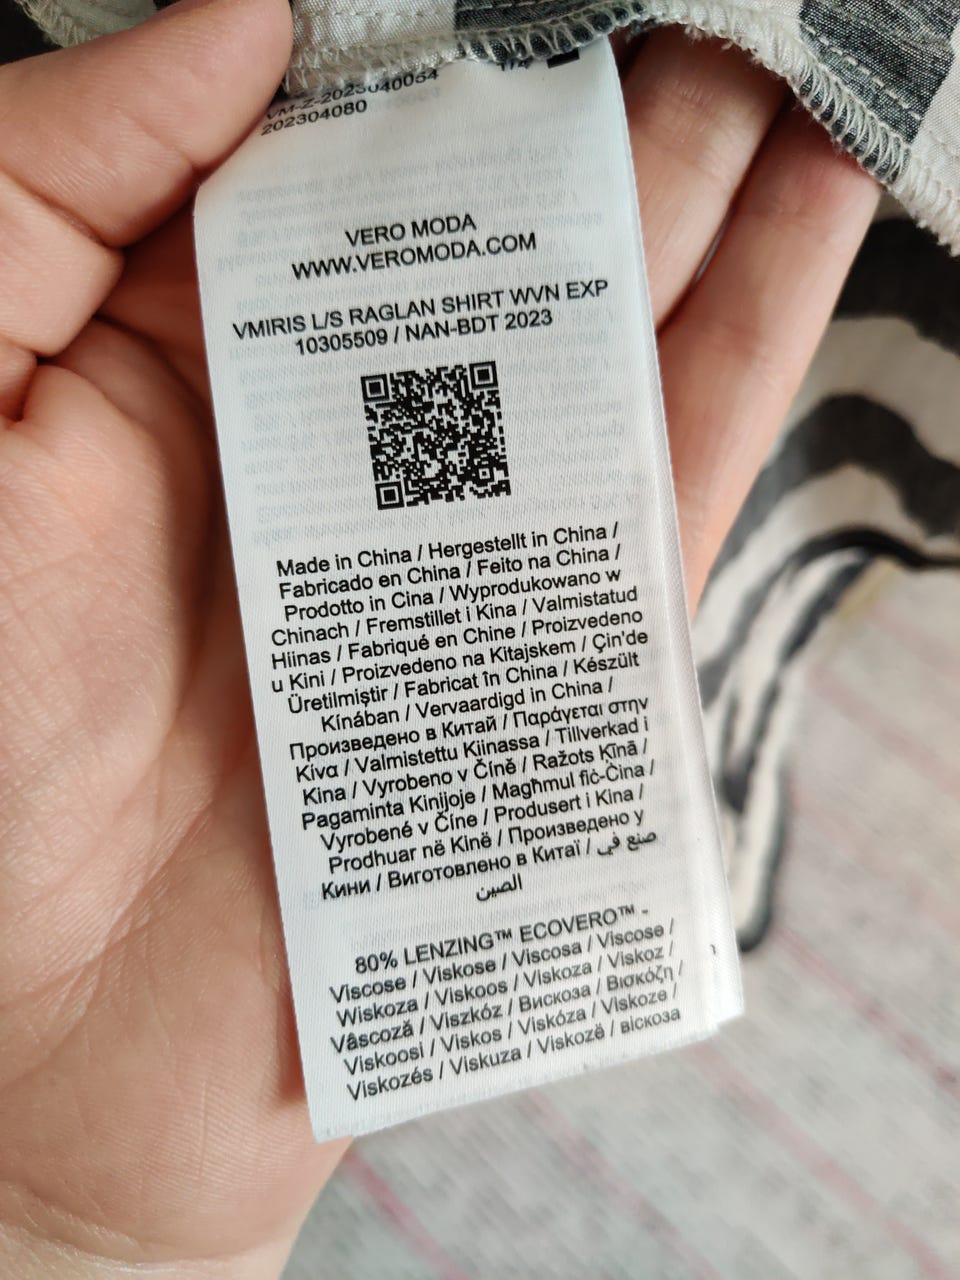 1/4
VM-Z-2023040054
202304080
VERO MODA
WWW.VEROMODA.COM
VMIRIS L/S RAGLAN SHIRT WVN EXP
10305509 / NAN-BDT 2023
Made in China / Hergestellt in China /
Fabricado en China / Feito na China /
Prodotto in Cina / Wyprodukowano w
Chinach / Fremstillet i Kina / Valmistatud
Hiinas / Fabriqué en Chine / Proizvedeno
u Kini / Proizvedeno na Kitajskem / Çin'de
Üretilmiştir / Fabricat în China / Készült
Kínában / Vervaardigd in China /
Произведено в Китай / Παράγεται στην
Κίνα / Valmistettu Kiinassa / Tillverkad i
Kina / Vyrobeno v Číně / Ražots Ķīnā /
Pagaminta Kinijoje / Magħmul fiċ-Ċina /
Vyrobené v Číne / Produsert i Kina /
Prodhuar në Kinë / Произведено у
Кини / Виготовлено в Китаї / صنع في
الصين
80% LENZING™ ECOVERO™ -
Viscose / Viskose / Viscosa / Viscose /
Wiskoza / Viskoos / Viskoza / Viskoz /
Vâscoză / Viszkóz / Вискоза / Βισκόζη /
Viskoosi / Viskos / Viskóza / Viskoze /
Viskozės / Viskuza / Viskozë / віскоза